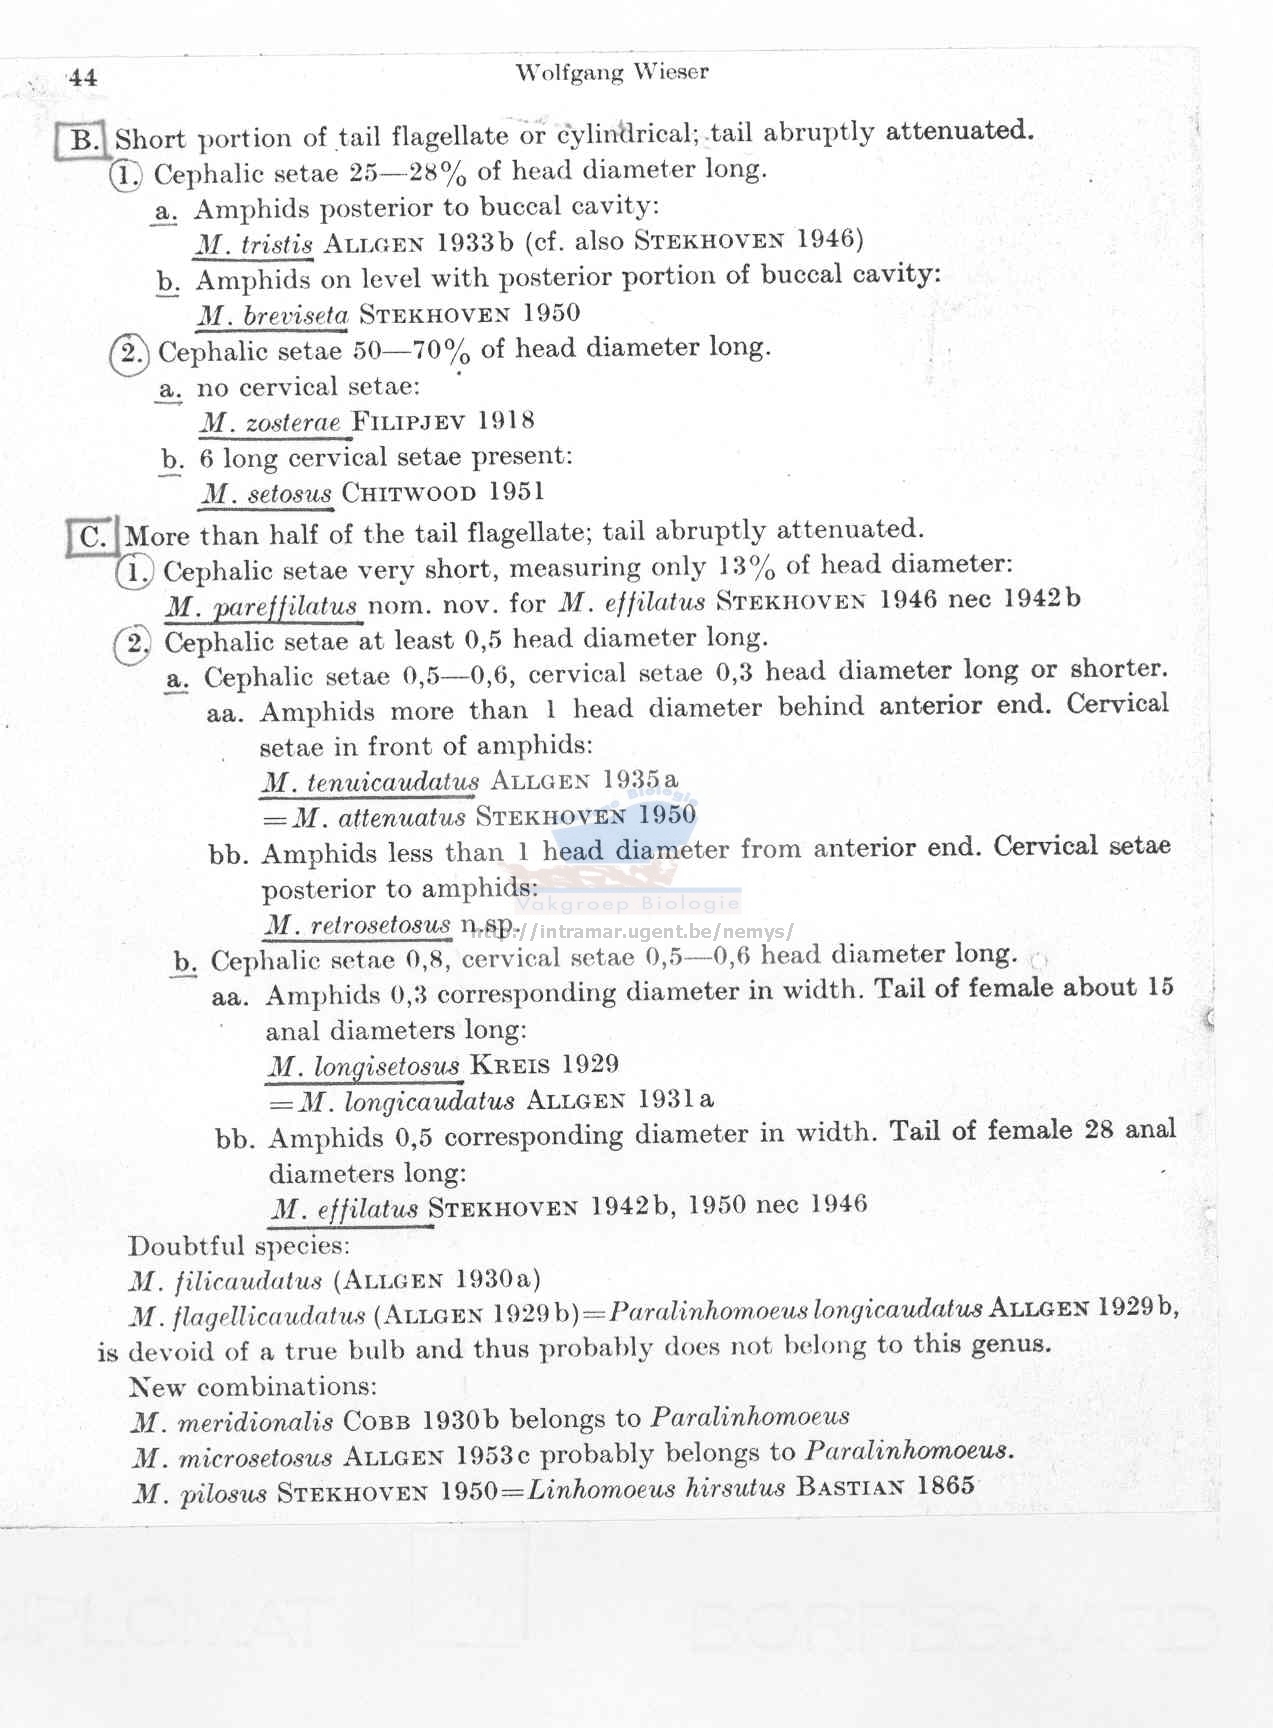 44
Wolfgang Wieser
B. Short portion of tail flagellate or cylindrical; tail abruptly attenuated.
1. Cephalic setae 25—28% of head diameter long.
a. Amphids posterior to buccal cavity:
M. tristis ALLGEN 1933b (cf. also STEKHOVEN 1946)
b. Amphids on level with posterior portion of buccal cavity:
M. breviseta STEKHOVEN 1950
2. Cephalic setae 50—70% of head diameter long.
a. no cervical setae:
M. zosterae FILIPJEV 1918
b. 6 long cervical setae present:
M. setosus CHITWOOD 1951
C. More than half of the tail flagellate; tail abruptly attenuated.
1. Cephalic setae very short, measuring only 13% of head diameter:
M. pareffilatus nom. nov. for M. effilatus STEKHOVEN 1946 nec 1942b
2. Cephalic setae at least 0,5 head diameter long.
a. Cephalic setae 0,5—0,6, cervical setae 0,3 head diameter long or shorter.
aa. Amphids more than 1 head diameter behind anterior end. Cervical
setae in front of amphids:
M. tenuicaudatus ALLGEN 1935a
=M. attenuatus STEKHOVEN 1950
bb. Amphids less than 1 head diameter from anterior end. Cervical setae
posterior to amphids:
Vakgroep Biologie
M. retrosetosus n.sp.
http://intramar.ugent.be/nemys/
b. Cephalic setae 0,8, cervical setae 0,5—0,6 head diameter long.
aa. Amphids 0,3 corresponding diameter in width. Tail of female about 15
anal diameters long:
M. longisetosus KREIS 1929
=M. longicaudatus ALLGEN 1931a
bb. Amphids 0,5 corresponding diameter in width. Tail of female 28 anal
diameters long:
M. effilatus STEKHOVEN 1942b, 1950 nec 1946
Doubtful species:
M. filicaudatus (ALLGEN 1930a)
M. flagellicaudatus (ALLGEN 1929b)=Paralinhomoeus longicaudatus ALLGEN 1929b,
is devoid of a true bulb and thus probably does not belong to this genus.
New combinations:
M. meridionalis COBB 1930b belongs to Paralinhomoeus
M. microsetosus ALLGEN 1953c probably belongs to Paralinhomoeus.
M. pilosus STEKHOVEN 1950=Linhomoeus hirsutus BASTIAN 1865